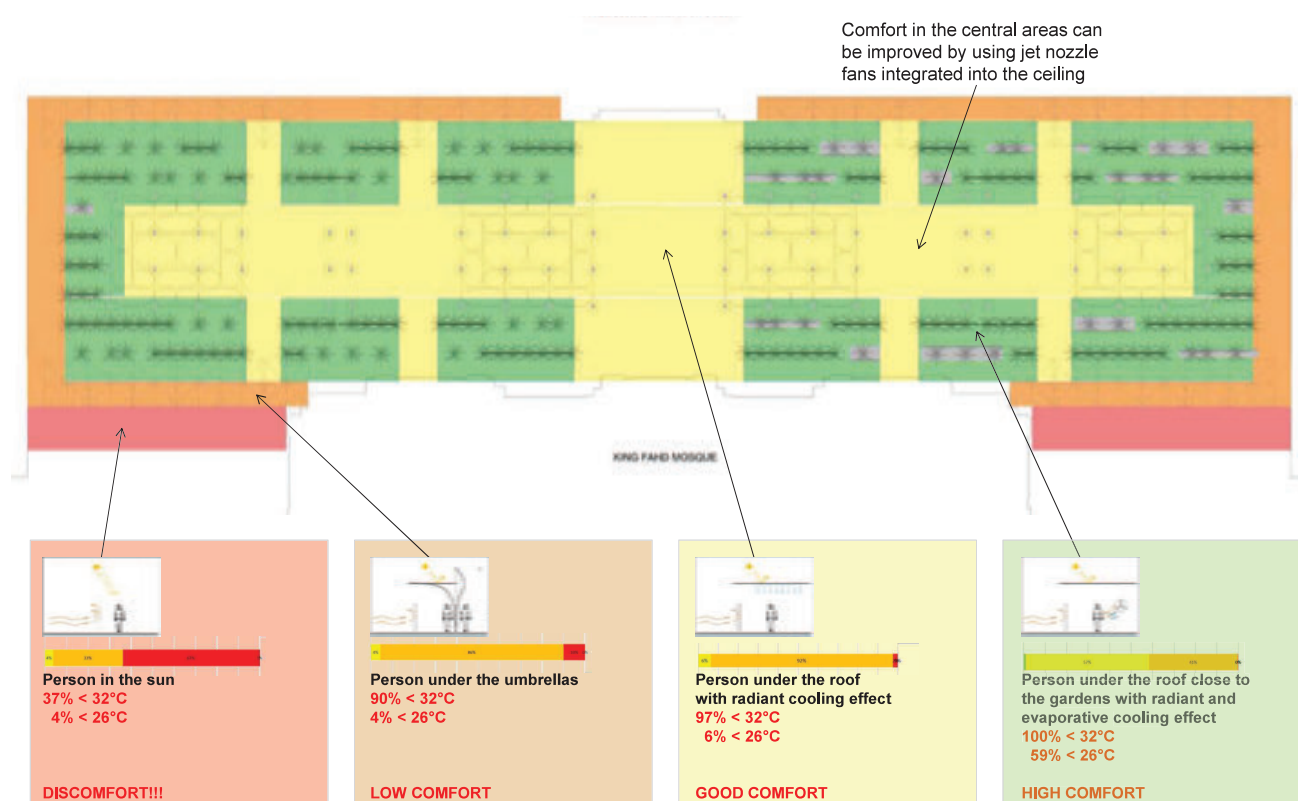 Comfort in the central areas can
be improved by using jet nozzle
fans integrated into the ceiling
KING FAHD MOSQUE
Person in the sun
37% < 32°C
4% < 26°C
DISCOMFORT!!!
Person under the umbrellas
90% < 32°C
4% < 26°C
LOW COMFORT
Person under the roof
with radiant cooling effect
97% < 32°C
6% < 26°C
GOOD COMFORT
Person under the roof close to
the gardens with radiant and
evaporative cooling effect
100% < 32°C
59% < 26°C
HIGH COMFORT